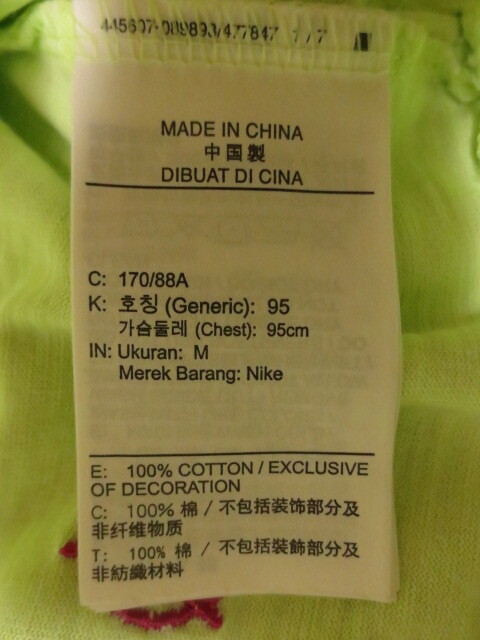 MADE IN CHINA
中国製
DIBUAT DI CINA
C: 170/88A
K: 호칭 (Generic): 95
가슴둘레 (Chest): 95cm
IN: Ukuran: M
Merek Barang: Nike
E: 100% COTTON / EXCLUSIVE
OF DECORATION
C: 100% 棉 / 不包括装饰部分及
非纤维物质
T: 100% 棉 / 不包括裝飾部分及
非紡織材料